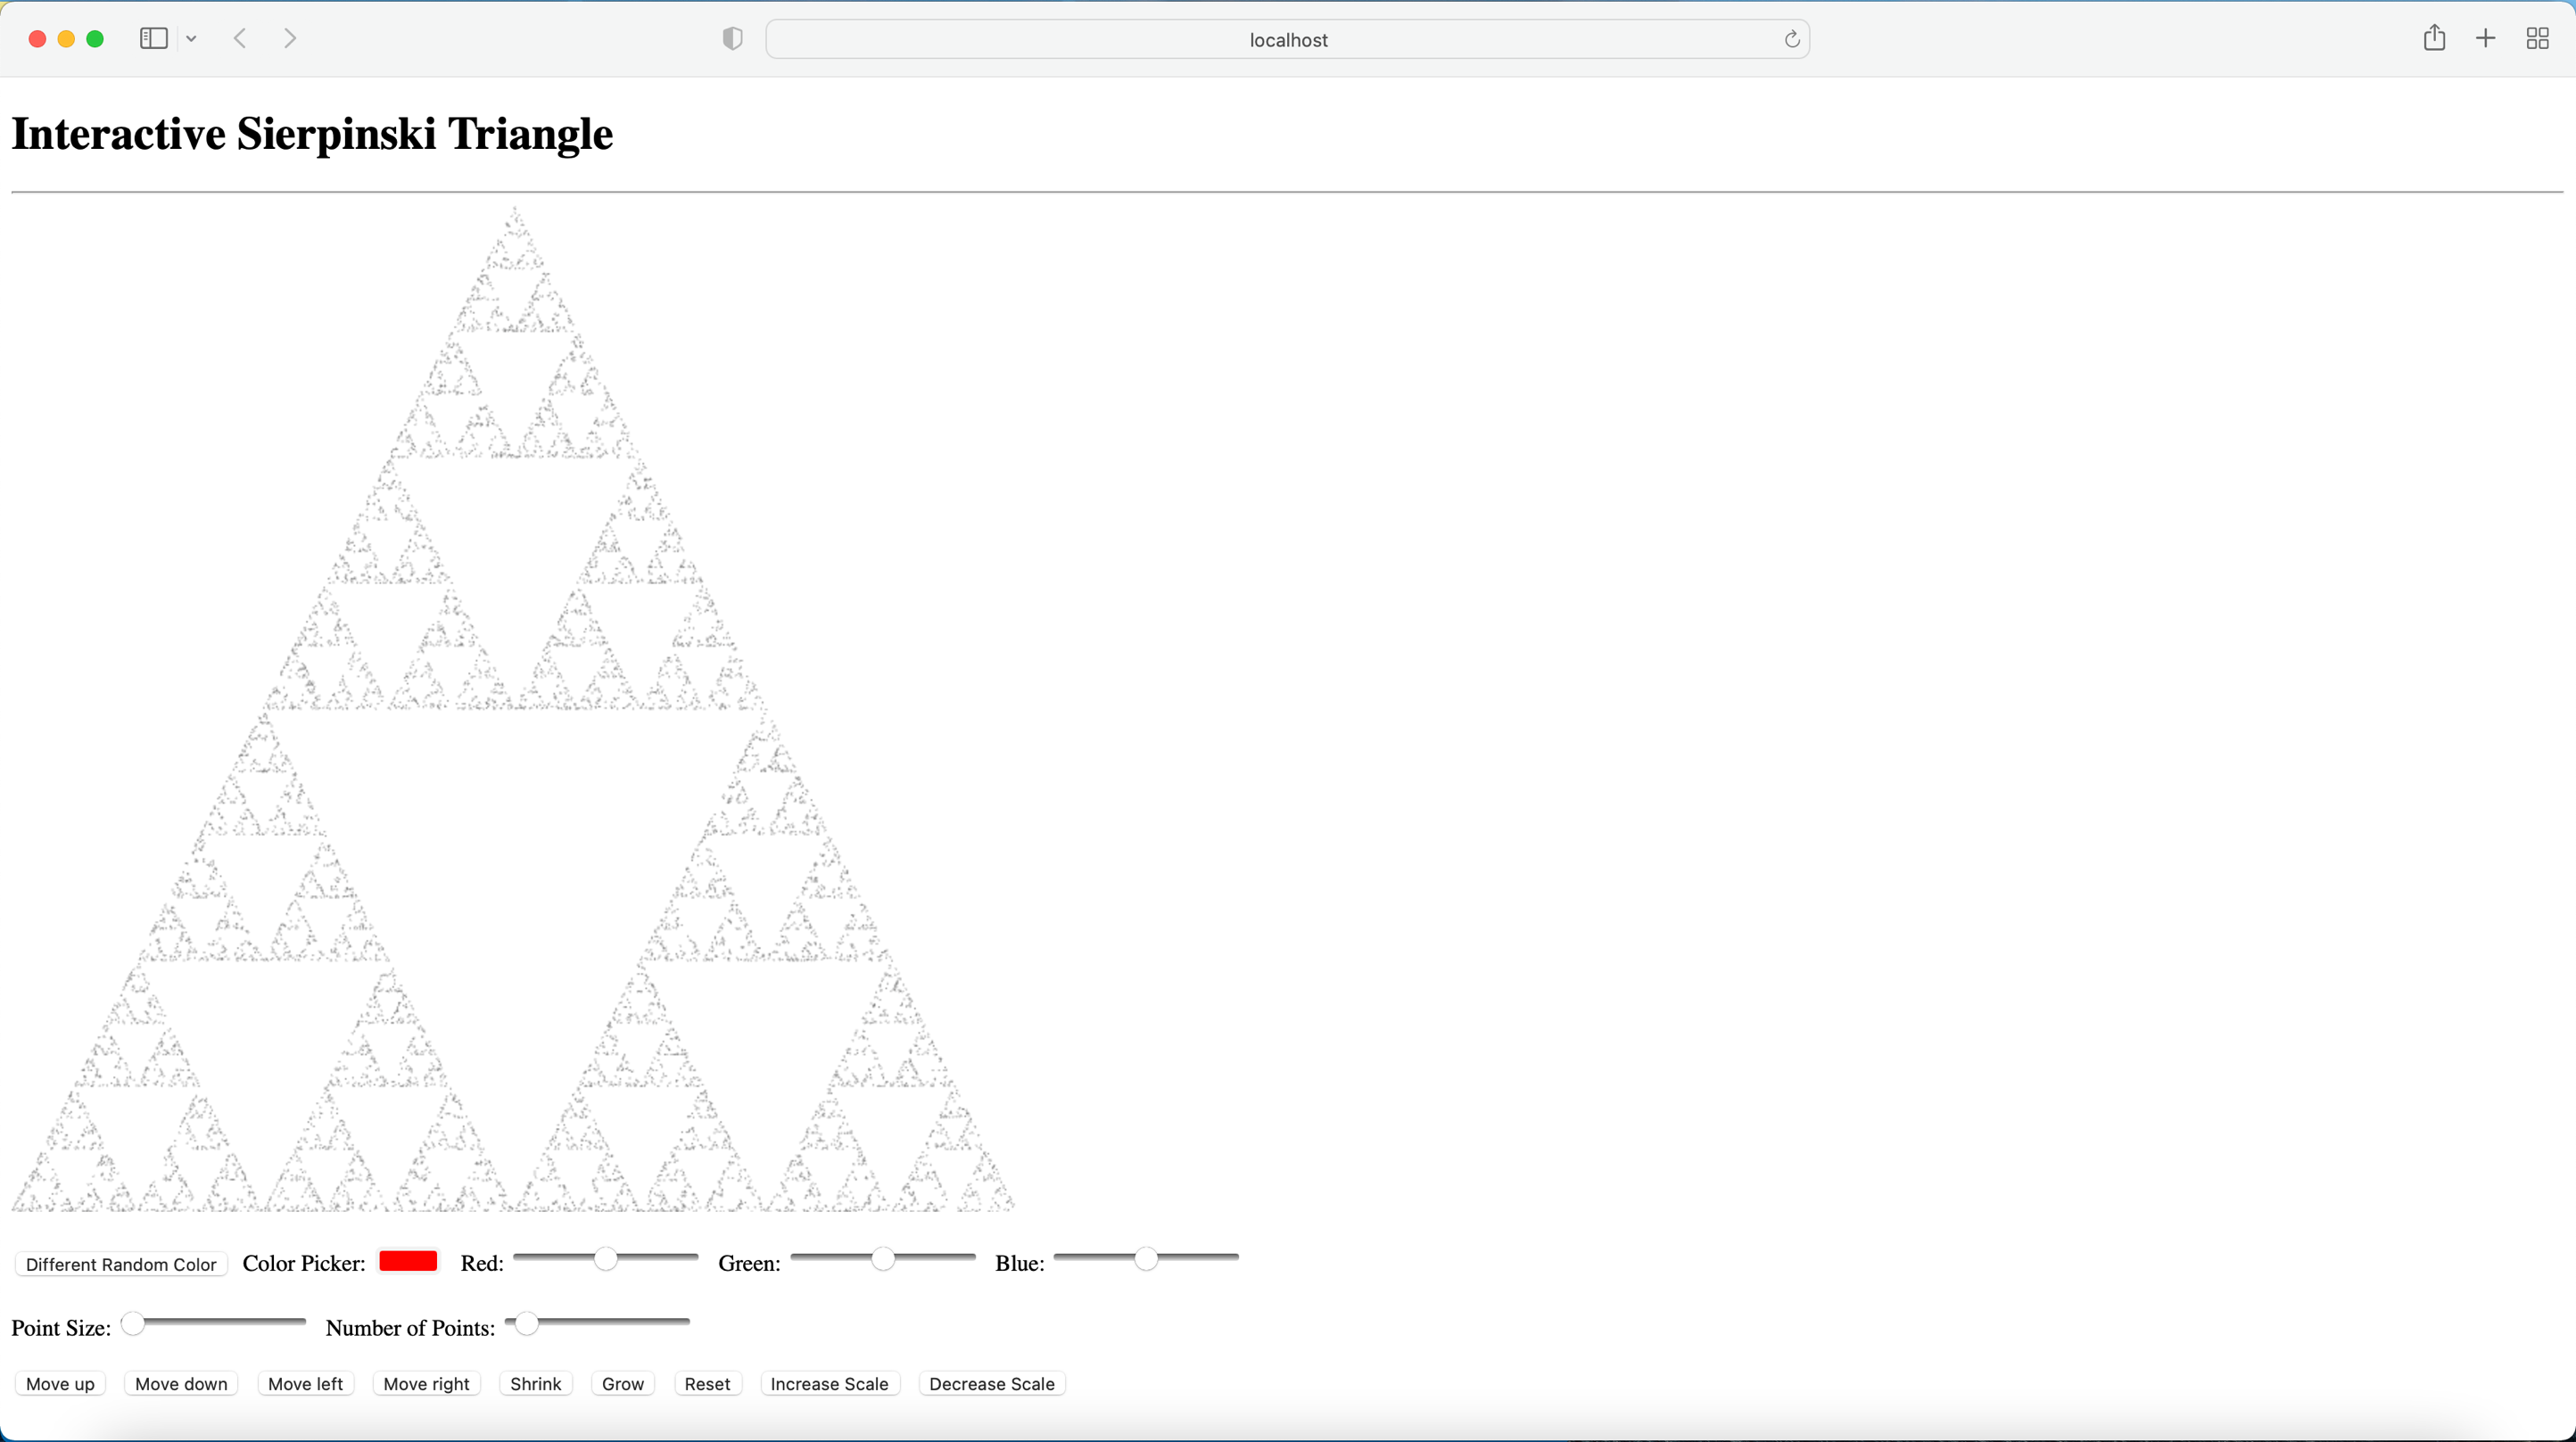 localhost
Interactive Sierpinski Triangle
Different Random Color Color Picker: Red: Green: Blue:
Point Size: Number of Points:
Move up Move down Move left Move right Shrink Grow Reset Increase Scale Decrease Scale